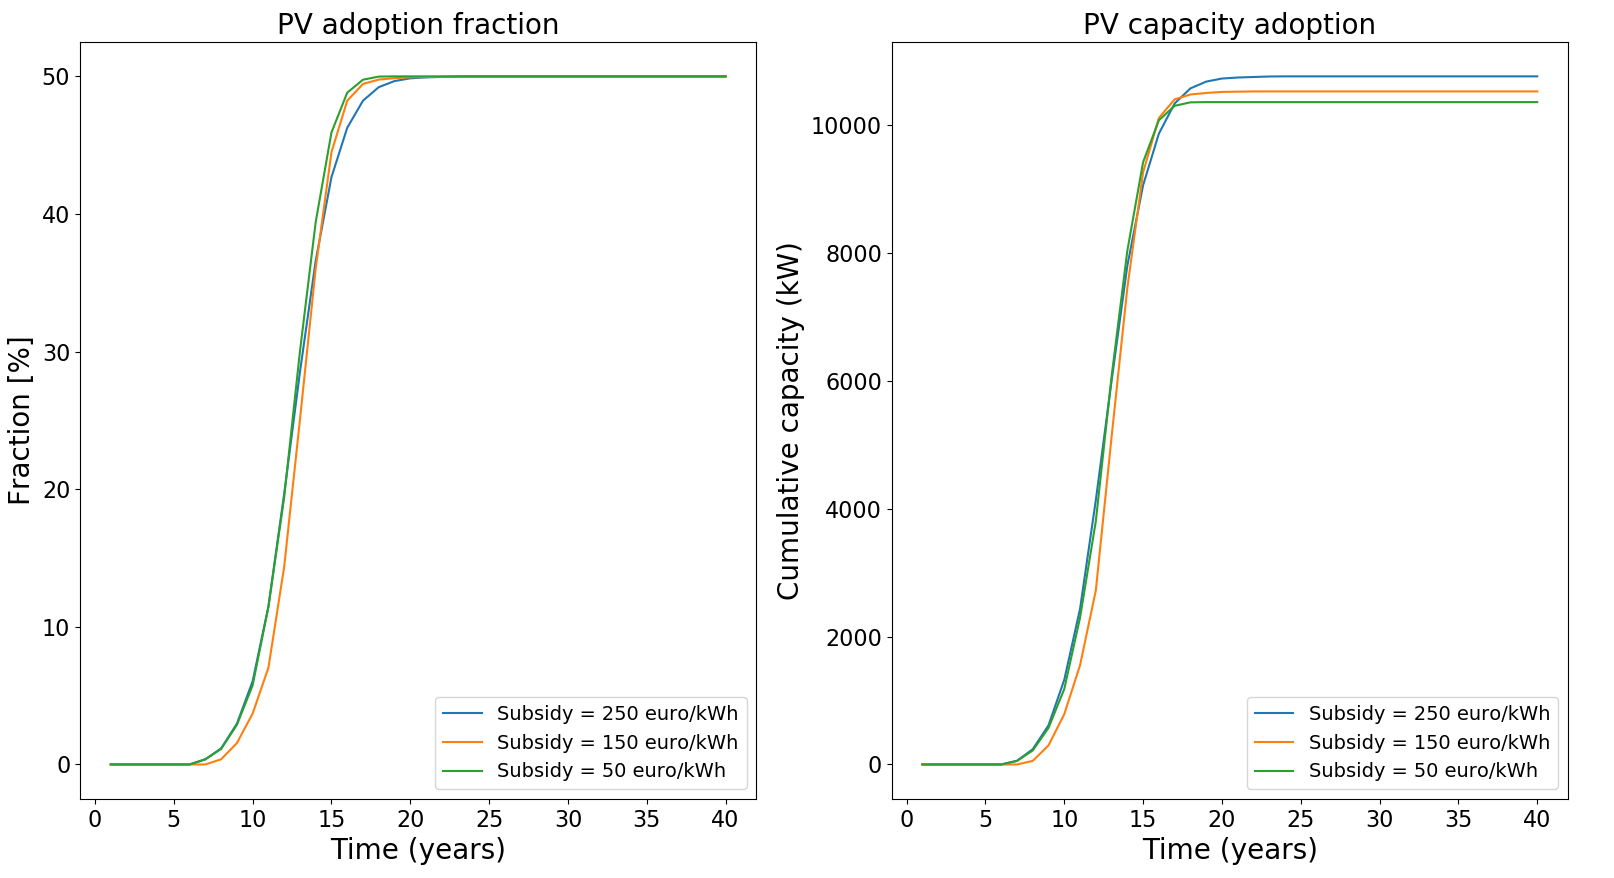 PV adoption fraction
50
40
30
20
10
0
Fraction [%]
0 5 10 15 20 25 30 35 40
Time (years)
Subsidy = 250 euro/kWh
Subsidy = 150 euro/kWh
Subsidy = 50 euro/kWh
PV capacity adoption
10000
8000
6000
4000
2000
0
Cumulative capacity (kW)
0 5 10 15 20 25 30 35 40
Time (years)
Subsidy = 250 euro/kWh
Subsidy = 150 euro/kWh
Subsidy = 50 euro/kWh